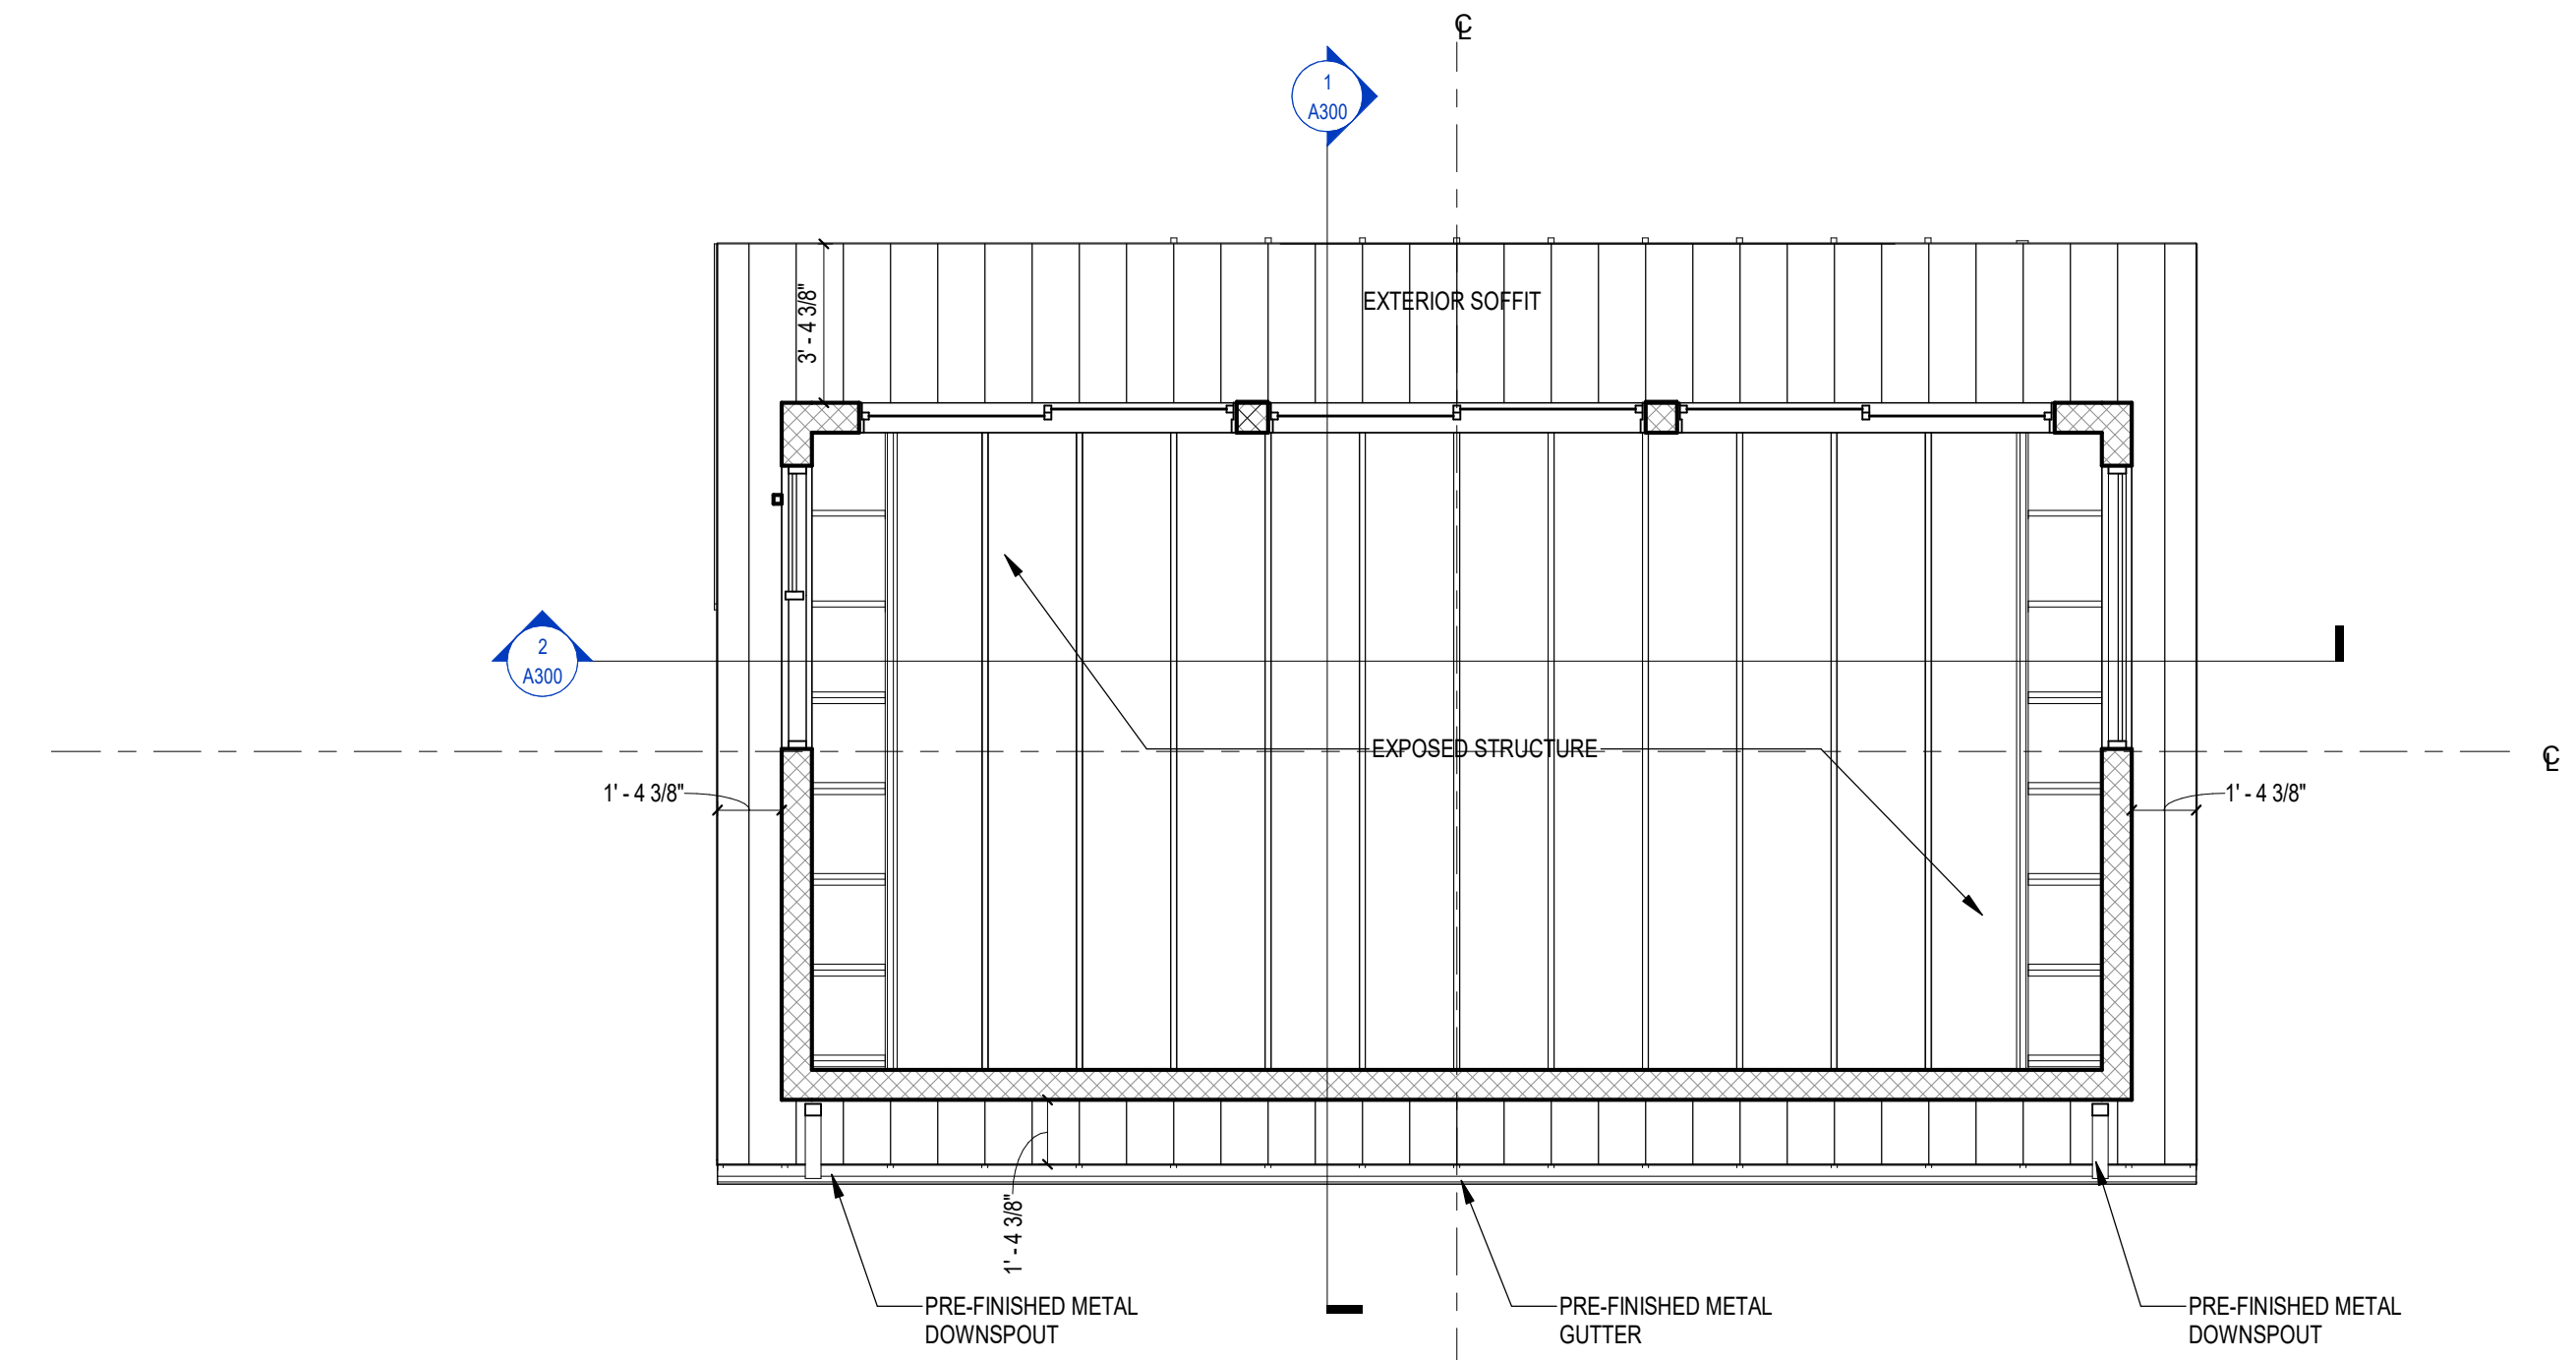 ℄
1
A300
3' - 4 3/8"
EXTERIOR SOFFIT
2
A300
EXPOSED STRUCTURE
℄
1' - 4 3/8"
1' - 4 3/8"
1' - 4 3/8"
PRE-FINISHED METAL
DOWNSPOUT
PRE-FINISHED METAL
GUTTER
PRE-FINISHED METAL
DOWNSPOUT